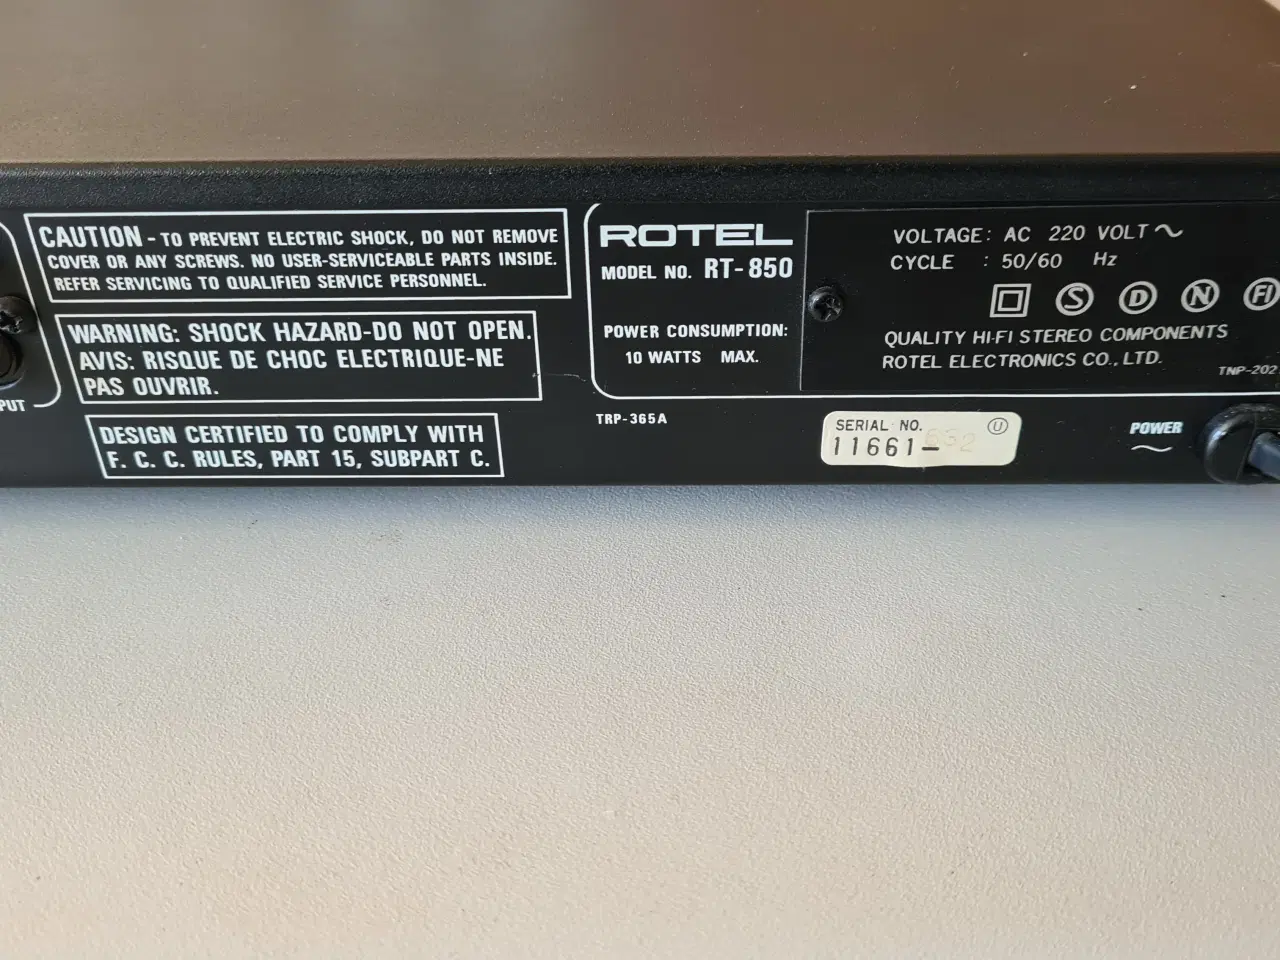 PUT
CAUTION - TO PREVENT ELECTRIC SHOCK, DO NOT REMOVE
COVER OR ANY SCREWS. NO USER-SERVICEABLE PARTS INSIDE.
REFER SERVICING TO QUALIFIED SERVICE PERSONNEL.
WARNING: SHOCK HAZARD-DO NOT OPEN.
AVIS: RISQUE DE CHOC ELECTRIQUE-NE
PAS OUVRIR.
DESIGN CERTIFIED TO COMPLY WITH
F. C. C. RULES, PART 15, SUBPART C.
ROTEL
MODEL NO. RT-850
POWER CONSUMPTION:
10 WATTS MAX.
TRP-365A
VOLTAGE: AC 220 VOLT ~
CYCLE : 50/60 Hz
S D N FI
QUALITY HI-FI STEREO COMPONENTS
ROTEL ELECTRONICS CO., LTD.
TNP-202
SERIAL NO. U
11661-
POWER
~